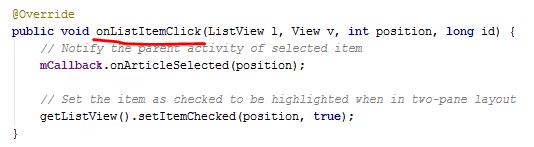 @Override
public void onListItemClick(ListView l, View v, int position, long id) {
// Notify the parent activity of selected item
mCallback.onArticleSelected(position);
// Set the item as checked to be highlighted when in two-pane layout
getListView().setItemChecked(position, true);
}